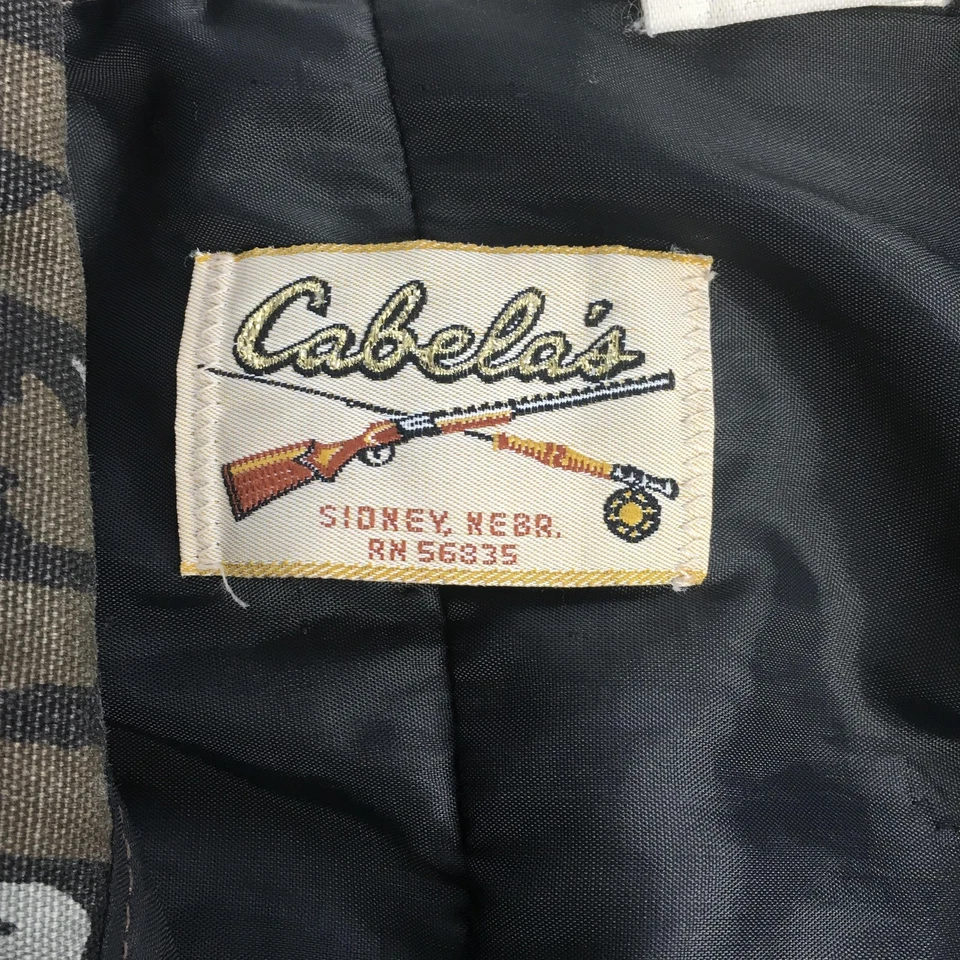 Cabela's
SIDNEY, NEBR.
RN 56835